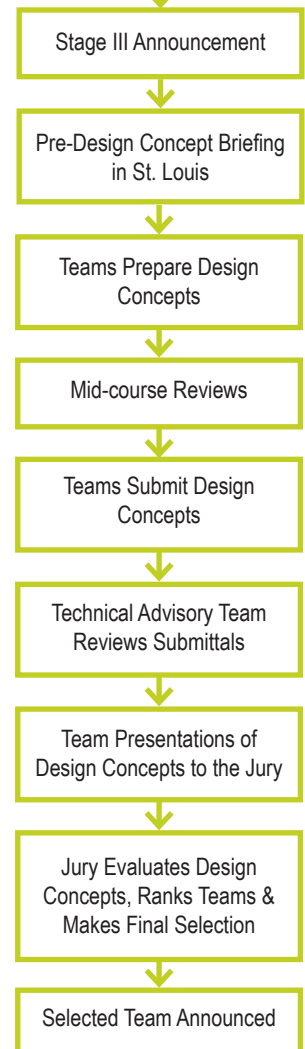 Stage III Announcement
Pre-Design Concept Briefing
in St. Louis
Teams Prepare Design
Concepts
Mid-course Reviews
Teams Submit Design
Concepts
Technical Advisory Team
Reviews Submittals
Team Presentations of
Design Concepts to the Jury
Jury Evaluates Design
Concepts, Ranks Teams &
Makes Final Selection
Selected Team Announced